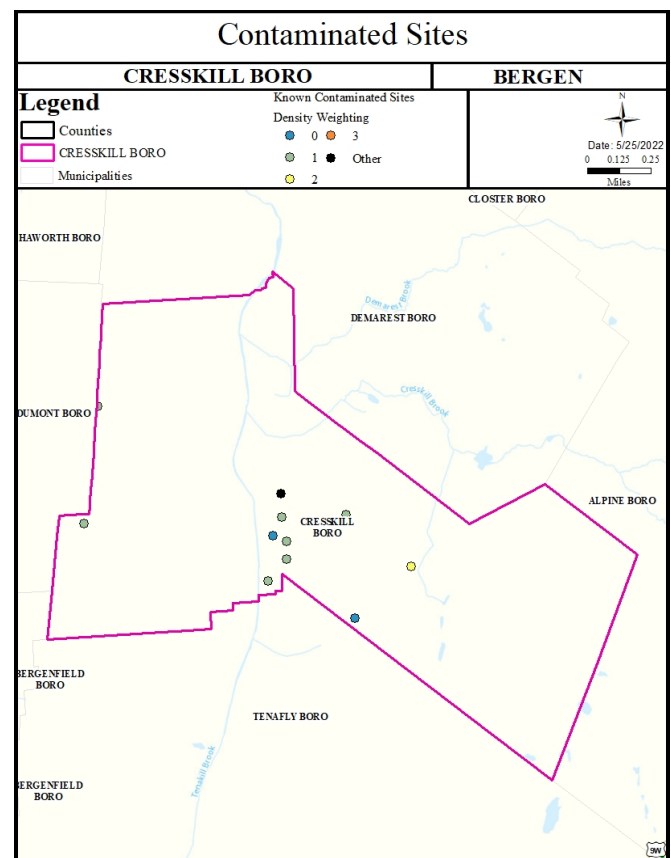 Contaminated Sites
CRESSKILL BORO
BERGEN
Legend
Counties
CRESSKILL BORO
Municipalities
Known Contaminated Sites
Density Weighting
0
3
1
Other
2
N
Date: 5/25/2022
0 0.125 0.25
Miles
CLOSTER BORO
HAWORTH BORO
Demarest Brook
DEMAREST BORO
Cresskill Brook
DUMONT BORO
ALPINE BORO
CRESSKILL
BORO
BERGENFIELD
BORO
TENAFLY BORO
Tenakill Brook
BERGENFIELD
BORO
9W